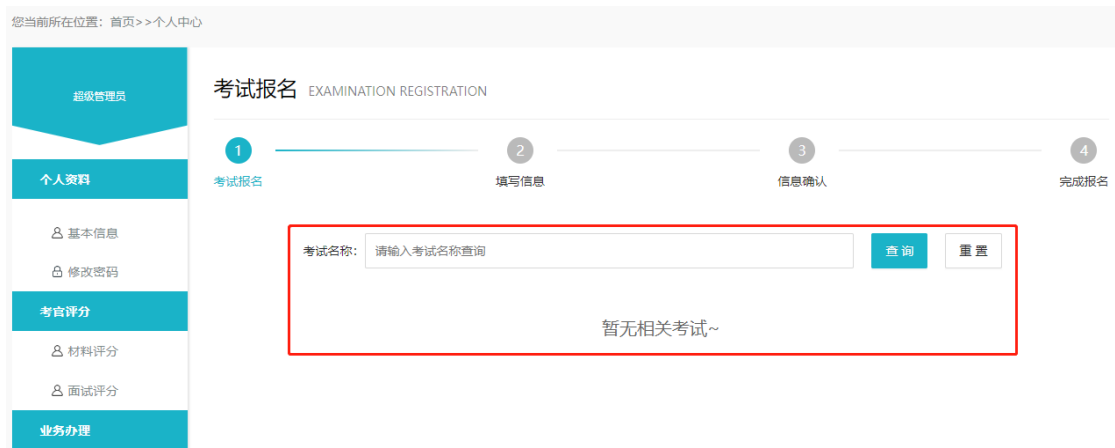 您当前所在位置：首页>>个人中心
超级管理员
个人资料
基本信息
修改密码
考官评分
材料评分
面试评分
业务办理
考试报名 EXAMINATION REGISTRATION
1 2 3 4
考试报名 填写信息 信息确认 完成报名
考试名称： 请输入考试名称查询 查询 重置
暂无相关考试~